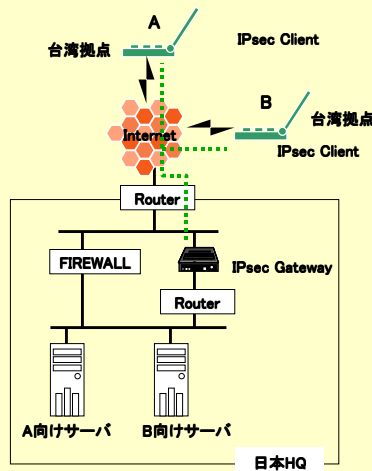 A
IPsec Client
台湾拠点
B
台湾拠点
IPsec Client
Internet
Router
FIREWALL
IPsec Gateway
Router
A向けサーバ
B向けサーバ
日本HQ